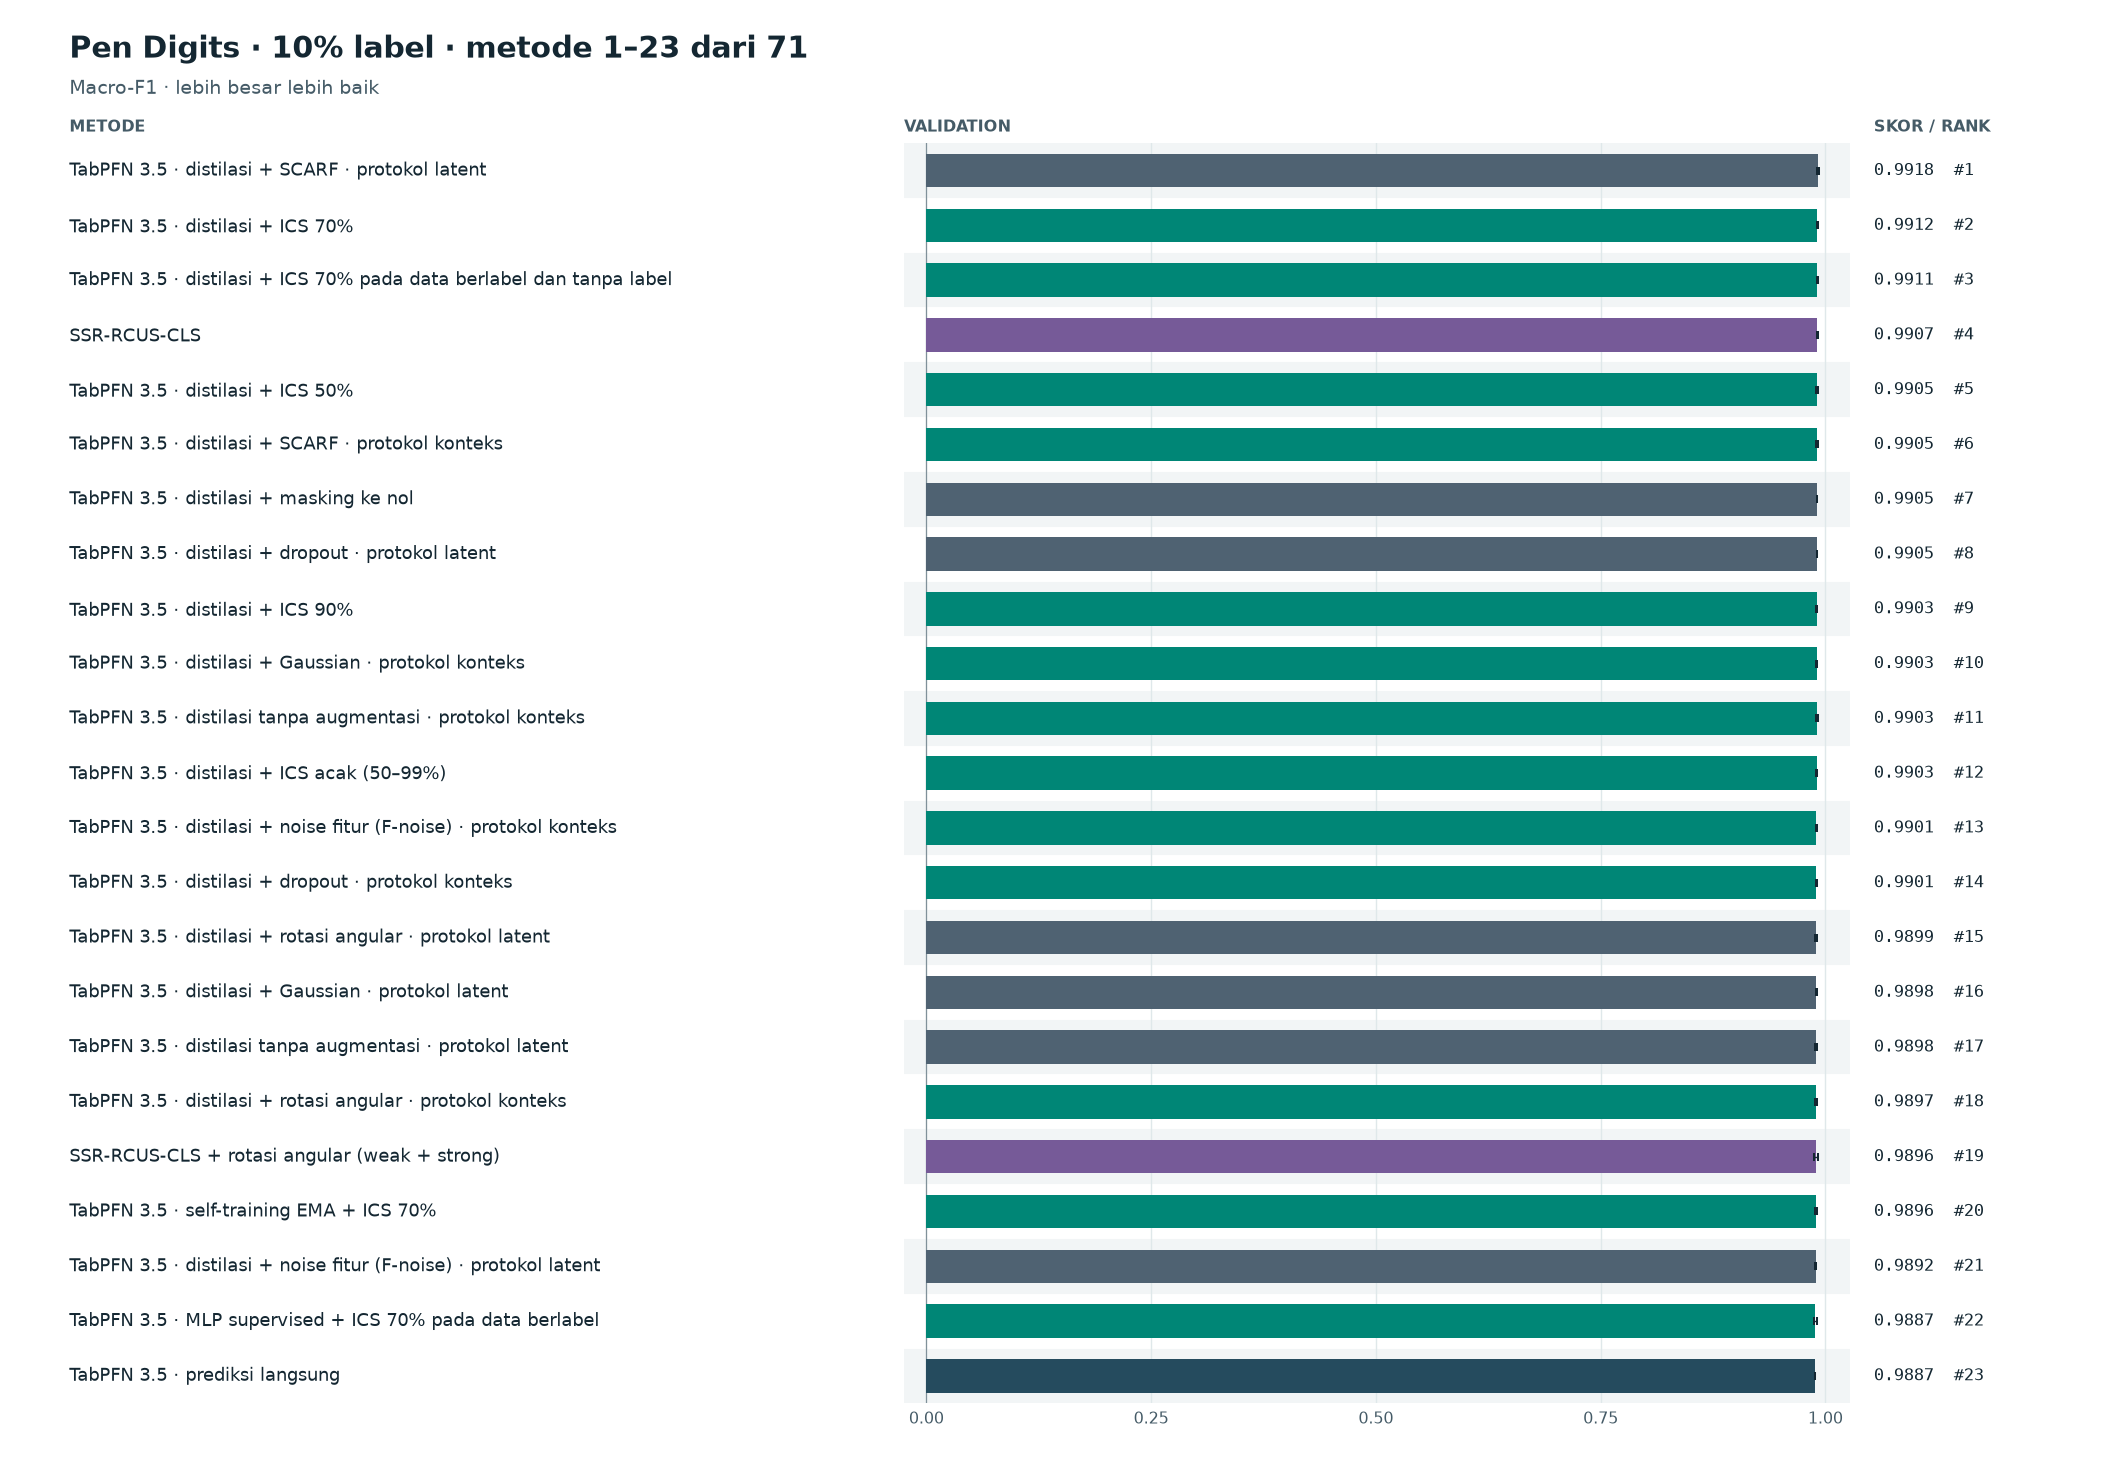 Pen Digits · 10% label · metode 1–23 dari 71
Macro-F1 · lebih besar lebih baik
METODE VALIDATION SKOR / RANK
TabPFN 3.5 · distilasi + SCARF · protokol latent 0.9918 #1
TabPFN 3.5 · distilasi + ICS 70% 0.9912 #2
TabPFN 3.5 · distilasi + ICS 70% pada data berlabel dan tanpa label 0.9911 #3
SSR-RCUS-CLS 0.9907 #4
TabPFN 3.5 · distilasi + ICS 50% 0.9905 #5
TabPFN 3.5 · distilasi + SCARF · protokol konteks 0.9905 #6
TabPFN 3.5 · distilasi + masking ke nol 0.9905 #7
TabPFN 3.5 · distilasi + dropout · protokol latent 0.9905 #8
TabPFN 3.5 · distilasi + ICS 90% 0.9903 #9
TabPFN 3.5 · distilasi + Gaussian · protokol konteks 0.9903 #10
TabPFN 3.5 · distilasi tanpa augmentasi · protokol konteks 0.9903 #11
TabPFN 3.5 · distilasi + ICS acak (50–99%) 0.9903 #12
TabPFN 3.5 · distilasi + noise fitur (F-noise) · protokol konteks 0.9901 #13
TabPFN 3.5 · distilasi + dropout · protokol konteks 0.9901 #14
TabPFN 3.5 · distilasi + rotasi angular · protokol latent 0.9899 #15
TabPFN 3.5 · distilasi + Gaussian · protokol latent 0.9898 #16
TabPFN 3.5 · distilasi tanpa augmentasi · protokol latent 0.9898 #17
TabPFN 3.5 · distilasi + rotasi angular · protokol konteks 0.9897 #18
SSR-RCUS-CLS + rotasi angular (weak + strong) 0.9896 #19
TabPFN 3.5 · self-training EMA + ICS 70% 0.9896 #20
TabPFN 3.5 · distilasi + noise fitur (F-noise) · protokol latent 0.9892 #21
TabPFN 3.5 · MLP supervised + ICS 70% pada data berlabel 0.9887 #22
TabPFN 3.5 · prediksi langsung 0.9887 #23
0.00 0.25 0.50 0.75 1.00